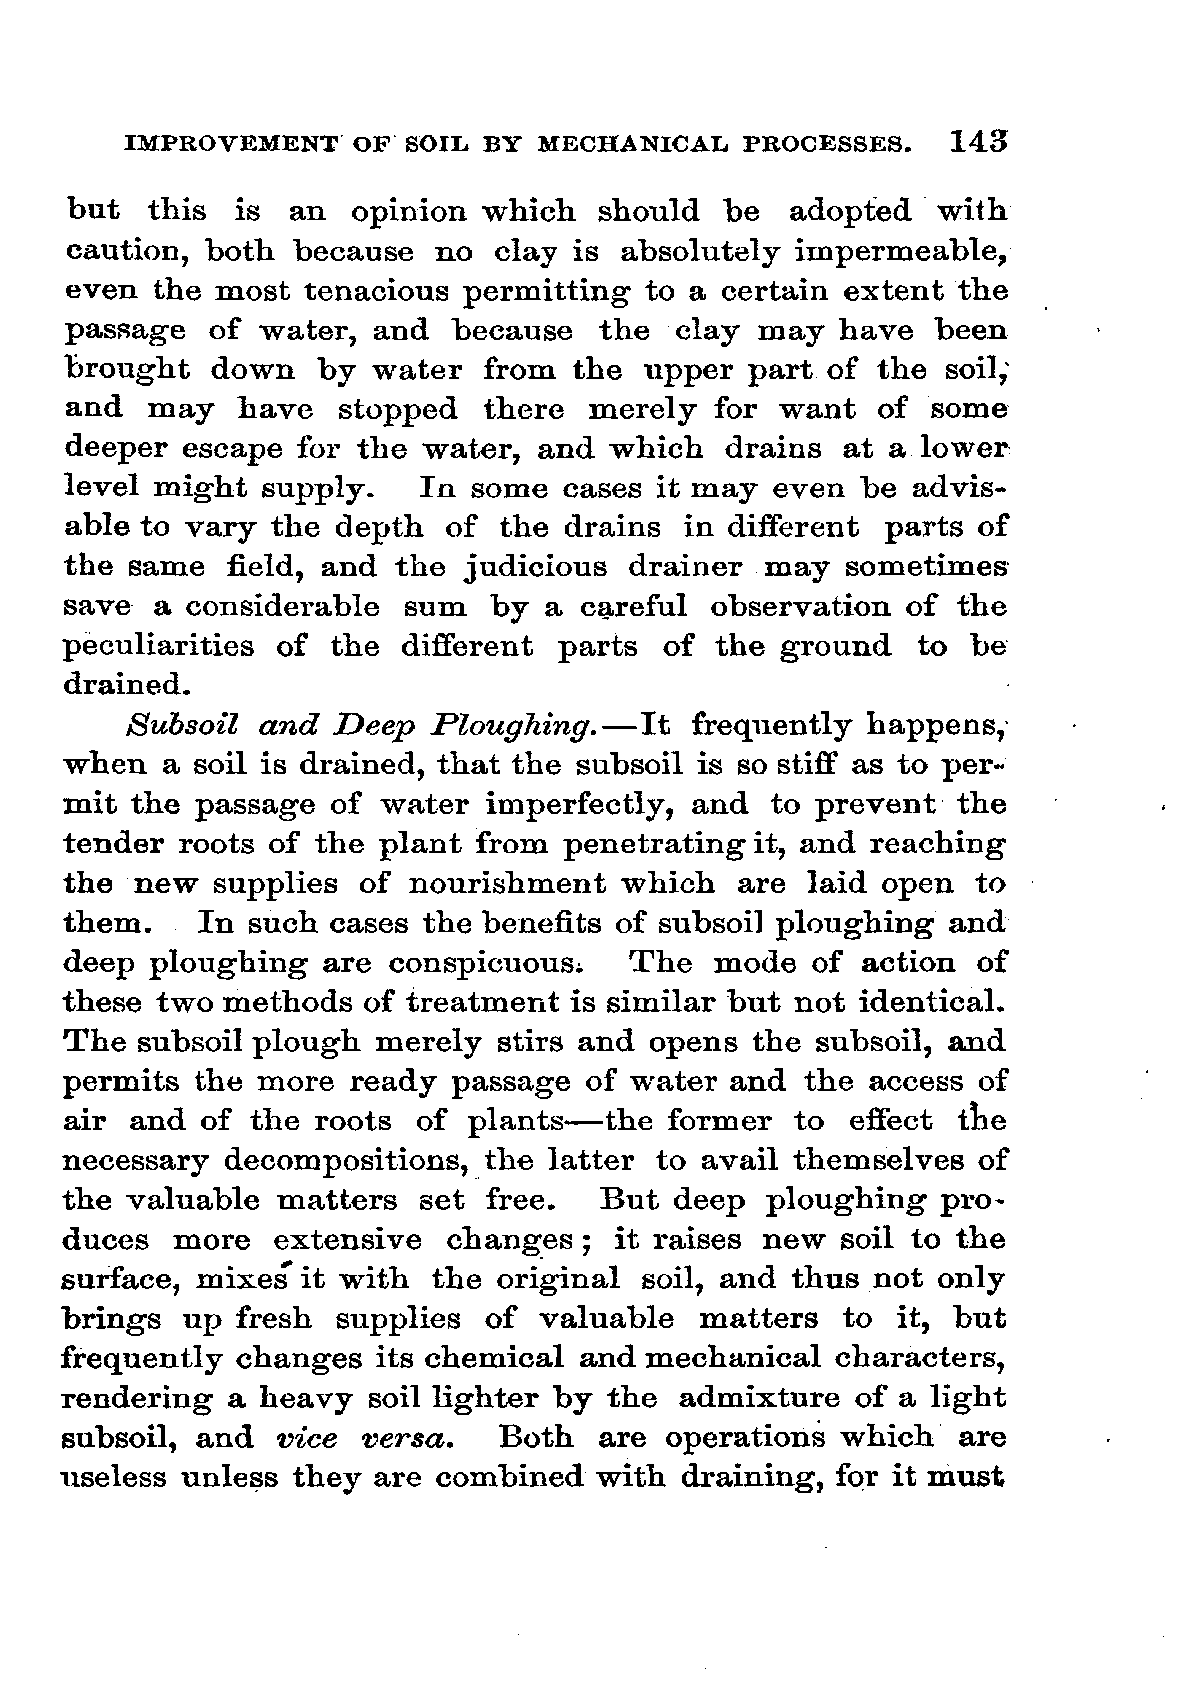 IMPROVEMENT OF SOIL BY MECHANICAL PROCESSES. 143
but this is an opinion which should be adopted with
caution, both because no clay is absolutely impermeable,
even the most tenacious permitting to a certain extent the
passage of water, and because the clay may have been
brought down by water from the upper part of the soil,
and may have stopped there merely for want of some
deeper escape for the water, and which drains at a lower
level might supply. In some cases it may even be advis-
able to vary the depth of the drains in different parts of
the same field, and the judicious drainer may sometimes
save a considerable sum by a careful observation of the
peculiarities of the different parts of the ground to be
drained.
Subsoil and Deep Ploughing.—It frequently happens,
when a soil is drained, that the subsoil is so stiff as to per-
mit the passage of water imperfectly, and to prevent the
tender roots of the plant from penetrating it, and reaching
the new supplies of nourishment which are laid open to
them. In such cases the benefits of subsoil ploughing and
deep ploughing are conspicuous. The mode of action of
these two methods of treatment is similar but not identical.
The subsoil plough merely stirs and opens the subsoil, and
permits the more ready passage of water and the access of
air and of the roots of plants—the former to effect the
necessary decompositions, the latter to avail themselves of
the valuable matters set free. But deep ploughing pro-
duces more extensive changes; it raises new soil to the
surface, mixes it with the original soil, and thus not only
brings up fresh supplies of valuable matters to it, but
frequently changes its chemical and mechanical characters,
rendering a heavy soil lighter by the admixture of a light
subsoil, and vice versa. Both are operations which are
useless unless they are combined with draining, for it must